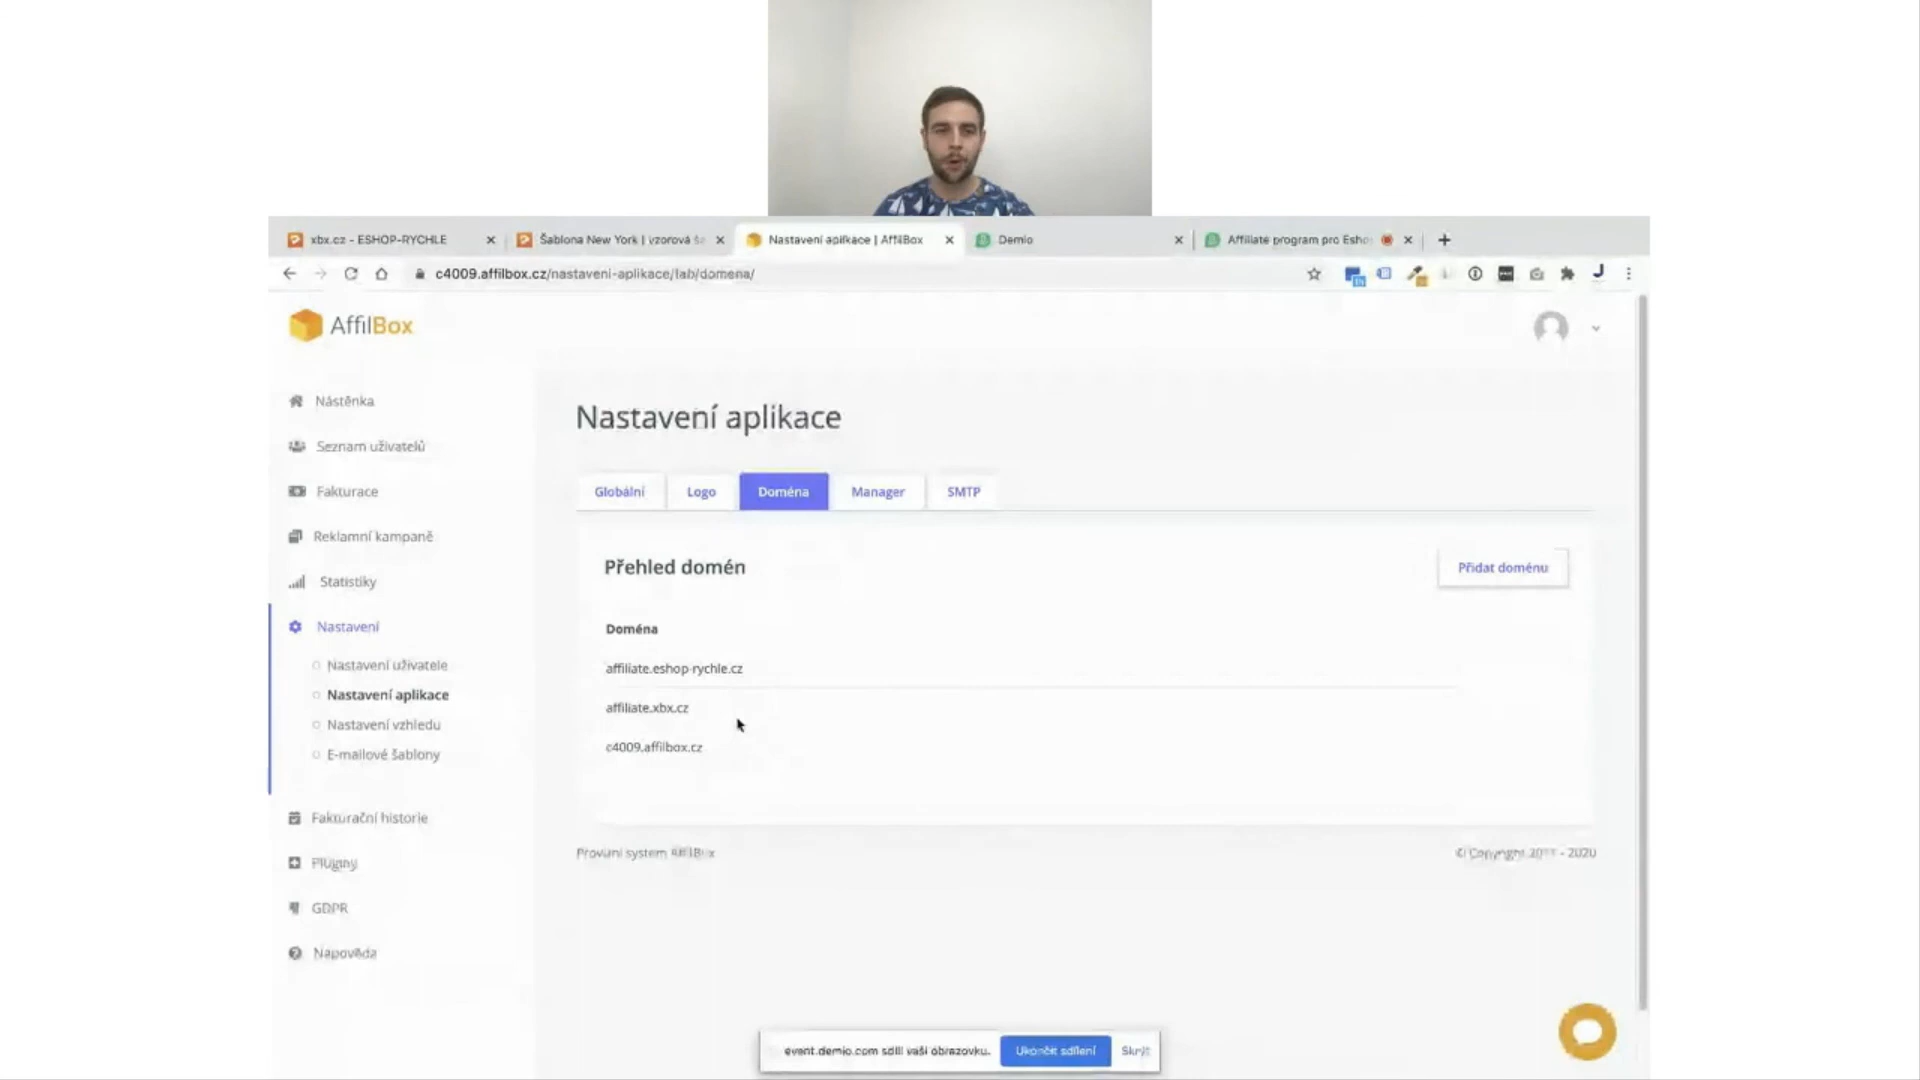 xbx.cz - ESHOP-RYCHLE
Šablona New York | vzorová
Nastavení aplikace | AffilBox
Demio
Affiliate program pro Esho
c4009.affilbox.cz/nastaveni-aplikace/tab/domena/
AffilBox
Nástěnka
Seznam uživatelů
Fakturace
Reklamní kampaně
Statistiky
Nastavení
Nastavení uživatele
Nastavení aplikace
Nastavení vzhledu
E-mailové šablony
Fakturační historie
Pluginy
GDPR
Nápověda
Nastavení aplikace
Globální
Logo
Doména
Manager
SMTP
Přehled domén
Přidat doménu
Doména
affiliate.eshop-rychle.cz
affiliate.xbx.cz
c4009.affilbox.cz
Provizní systém AffilBox
© Copyright - 2020
event.demio.com sdílí vaši obrazovku.
Ukončit sdílení
Skrýt